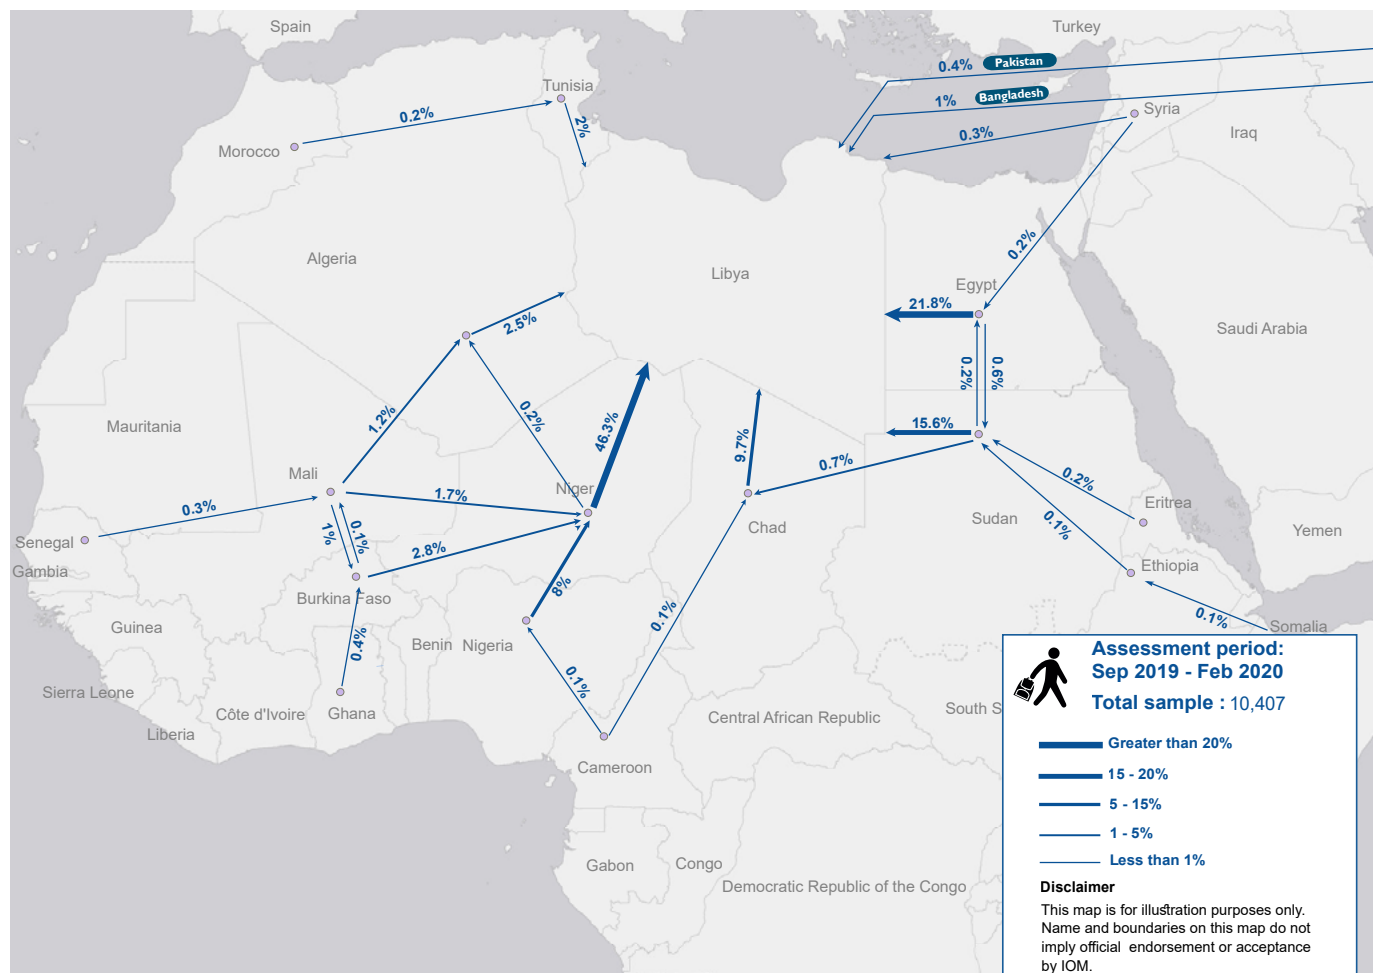 Spain
Turkey
0.4%
Pakistan
Tunisia
1%
Bangladesh
Syria
0.2%
2%
0.3%
Iraq
Morocco
0.2%
Algeria
Libya
Egypt
21.8%
2.5%
Saudi Arabia
0.2%
0.6%
1.2%
0.2%
46.3%
9.7%
15.6%
Mauritania
0.7%
Mali
Niger
0.2%
1.7%
0.3%
Eritrea
Chad
Sudan
0.1%
Yemen
Senegal
1%
0.1%
2.8%
Gambia
Ethiopia
8%
Burkina Faso
0.1%
0.1%
Guinea
Somalia
0.4%
Benin
Nigeria
0.1%
Sierra Leone
Côte d'Ivoire
Ghana
Central African Republic
South S
Liberia
Cameroon
Gabon
Congo
Democratic Republic of the Congo
Assessment period:
Sep 2019 - Feb 2020
Total sample : 10,407
Greater than 20%
15 - 20%
5 - 15%
1 - 5%
Less than 1%
Disclaimer
This map is for illustration purposes only.
Name and boundaries on this map do not
imply official endorsement or acceptance
by IOM.